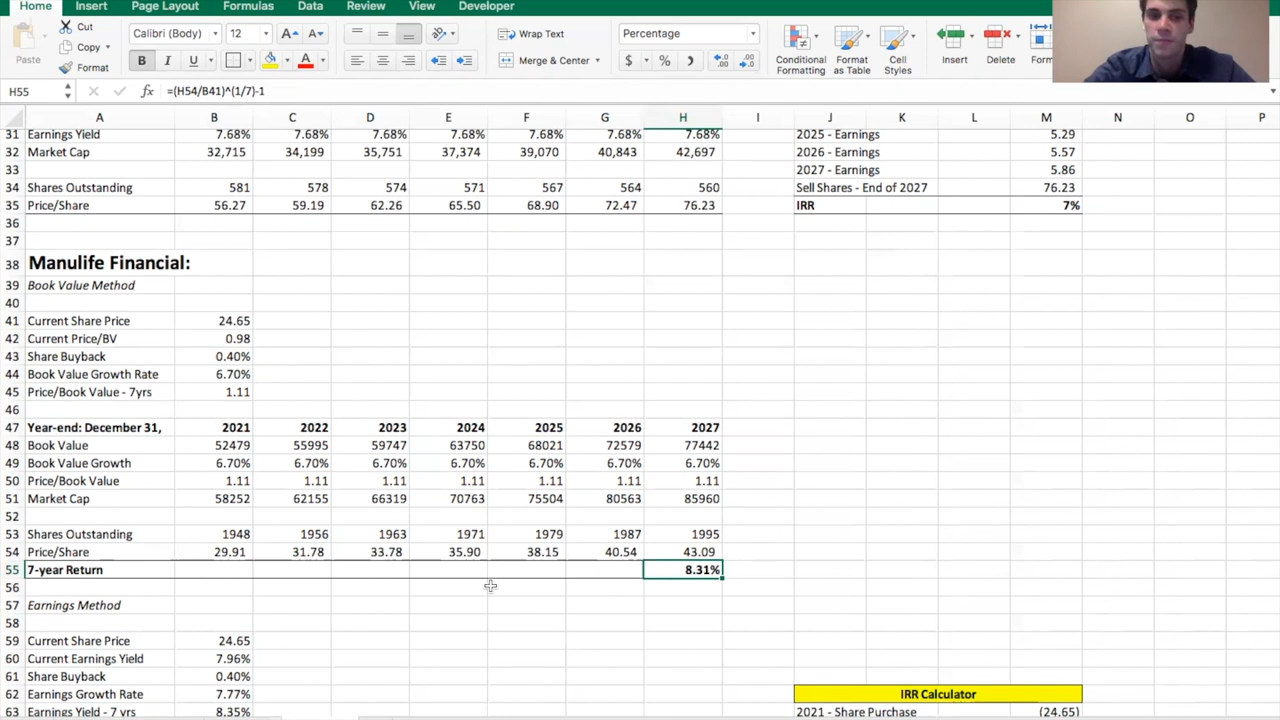 Home Insert Page Layout Formulas Data Review View Developer
Paste Cut Copy Format Calibri (Body) 12 A A Wrap Text Percentage Conditional Formatting Format as Table Cell Styles Insert Delete
B I U A Merge & Center $ % .0 .00
H55 fx =(H54/B41)^(1/7)-1
A B C D E F G H I J K L M N O P
31 Earnings Yield 7.68% 7.68% 7.68% 7.68% 7.68% 7.68% 7.68% 2025 - Earnings 5.29
32 Market Cap 32,715 34,199 35,751 37,374 39,070 40,843 42,697 2026 - Earnings 5.57
33 2027 - Earnings 5.86
34 Shares Outstanding 581 578 574 571 567 564 560 Sell Shares - End of 2027 76.23
35 Price/Share 56.27 59.19 62.26 65.50 68.90 72.47 76.23 IRR 7%
36
37
38 Manulife Financial:
39 Book Value Method
40
41 Current Share Price 24.65
42 Current Price/BV 0.98
43 Share Buyback 0.40%
44 Book Value Growth Rate 6.70%
45 Price/Book Value - 7yrs 1.11
46
47 Year-end: December 31, 2021 2022 2023 2024 2025 2026 2027
48 Book Value 52479 55995 59747 63750 68021 72579 77442
49 Book Value Growth 6.70% 6.70% 6.70% 6.70% 6.70% 6.70% 6.70%
50 Price/Book Value 1.11 1.11 1.11 1.11 1.11 1.11 1.11
51 Market Cap 58252 62155 66319 70763 75504 80563 85960
52
53 Shares Outstanding 1948 1956 1963 1971 1979 1987 1995
54 Price/Share 29.91 31.78 33.78 35.90 38.15 40.54 43.09
55 7-year Return 8.31%
56
57 Earnings Method
58
59 Current Share Price 24.65
60 Current Earnings Yield 7.96%
61 Share Buyback 0.40%
62 Earnings Growth Rate 7.77% IRR Calculator
63 Earnings Yield - 7 yrs 8.35% 2021 - Share Purchase (24.65)